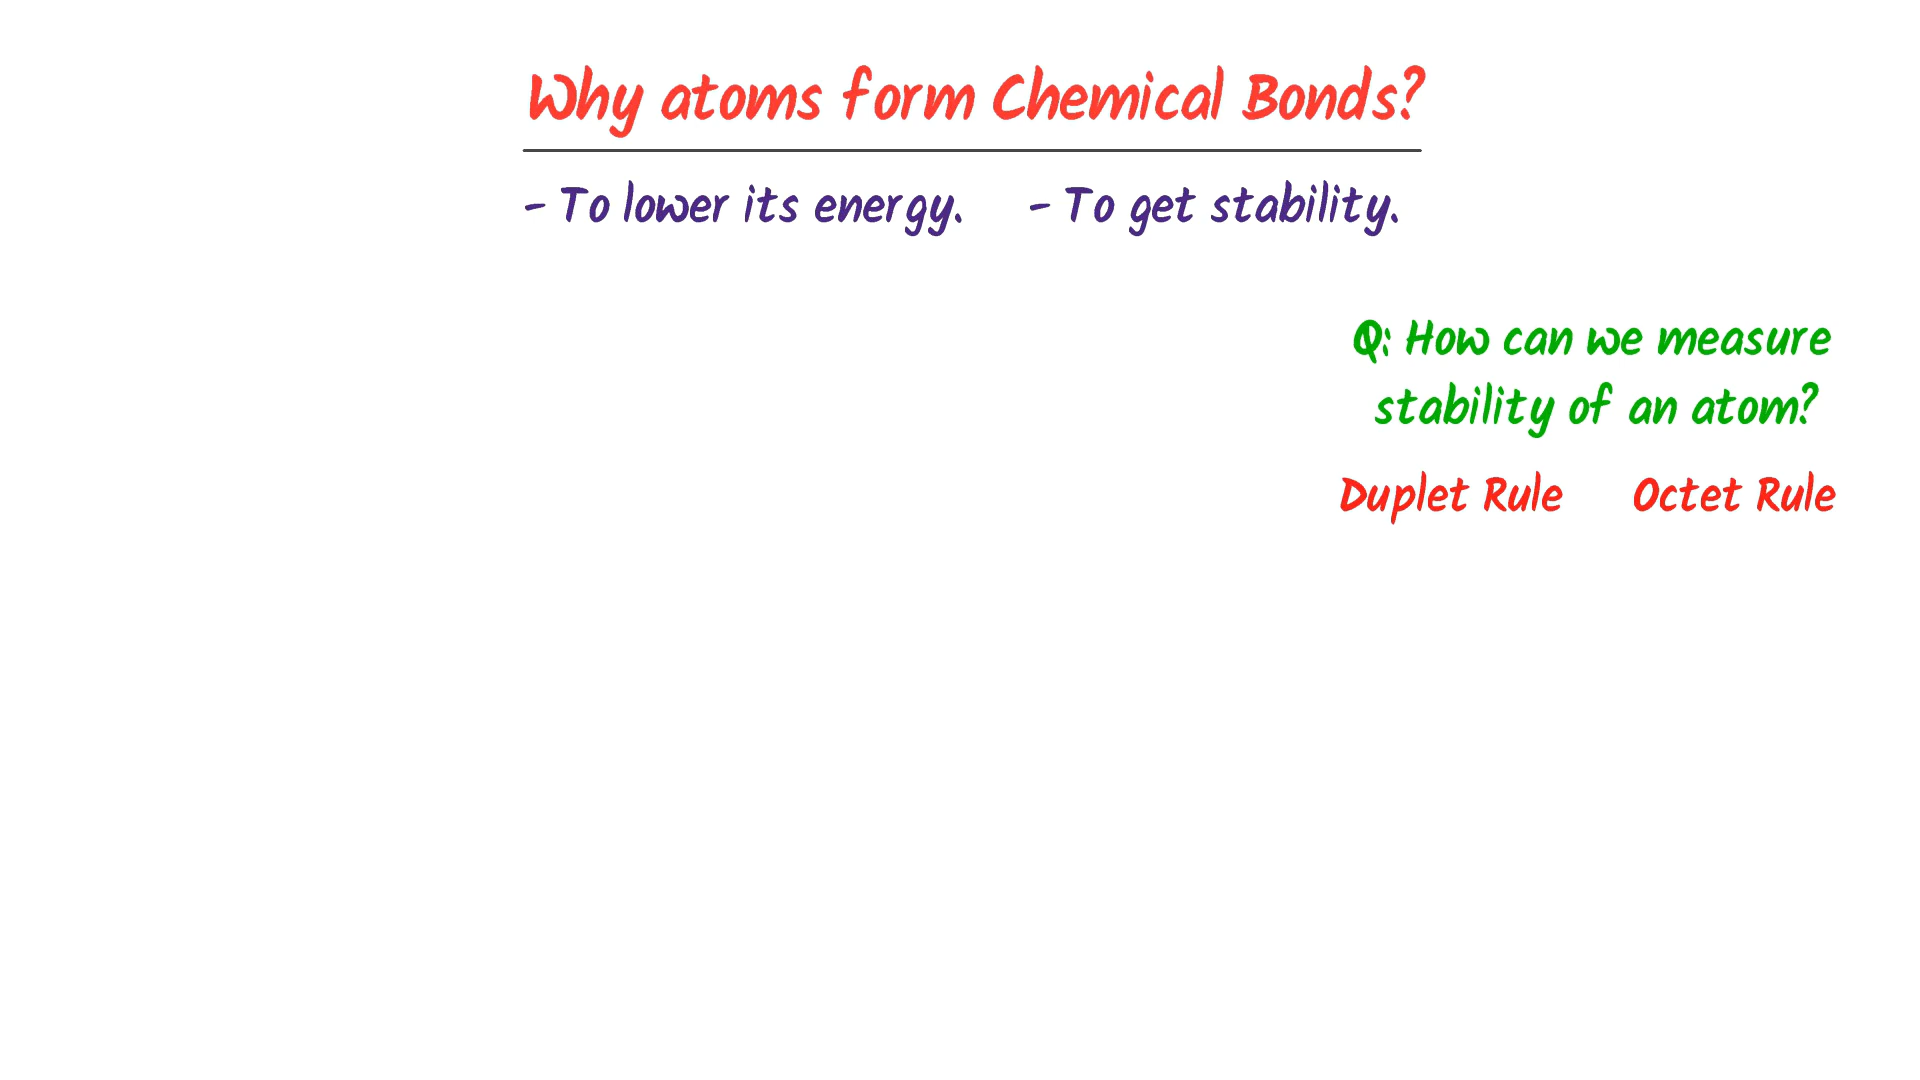 Why atoms form Chemical Bonds?
- To lower its energy. - To get stability.
Q: How can we measure
stability of an atom?
Duplet Rule Octet Rule